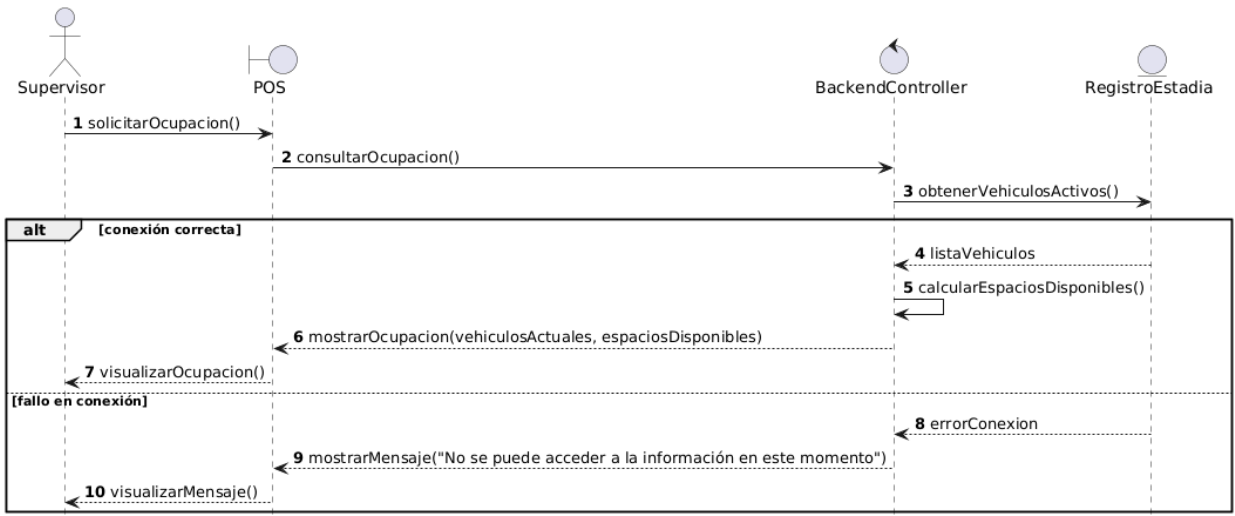 Supervisor
POS
BackendController
RegistroEstadia
1 solicitarOcupacion()
2 consultarOcupacion()
3 obtenerVehiculosActivos()
alt [conexión correcta]
4 listaVehiculos
5 calcularEspaciosDisponibles()
6 mostrarOcupacion(vehiculosActuales, espaciosDisponibles)
7 visualizarOcupacion()
[fallo en conexión]
8 errorConexion
9 mostrarMensaje("No se puede acceder a la información en este momento")
10 visualizarMensaje()